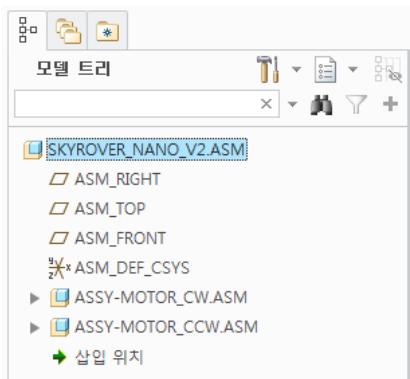 모델 트리
SKYROVER_NANO_V2.ASM
ASM_RIGHT
ASM_TOP
ASM_FRONT
ASM_DEF_CSYS
ASSY-MOTOR_CW.ASM
ASSY-MOTOR_CCW.ASM
삽입 위치